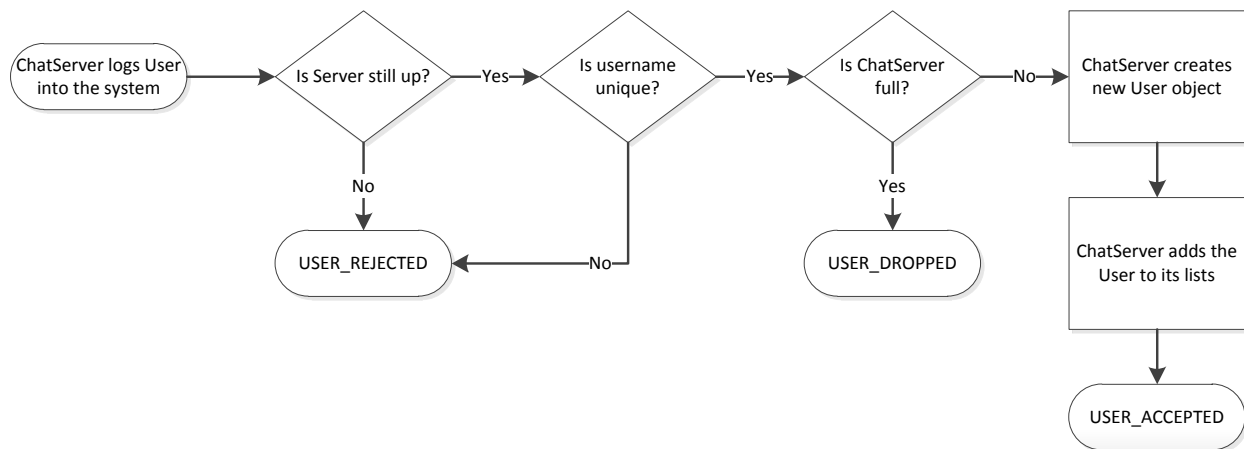 ChatServer logs User
into the system
Is Server still up?
Yes
Is username
unique?
Yes
Is ChatServer
full?
No
ChatServer creates
new User object
No
Yes
USER_REJECTED
No
USER_DROPPED
ChatServer adds the
User to its lists
USER_ACCEPTED